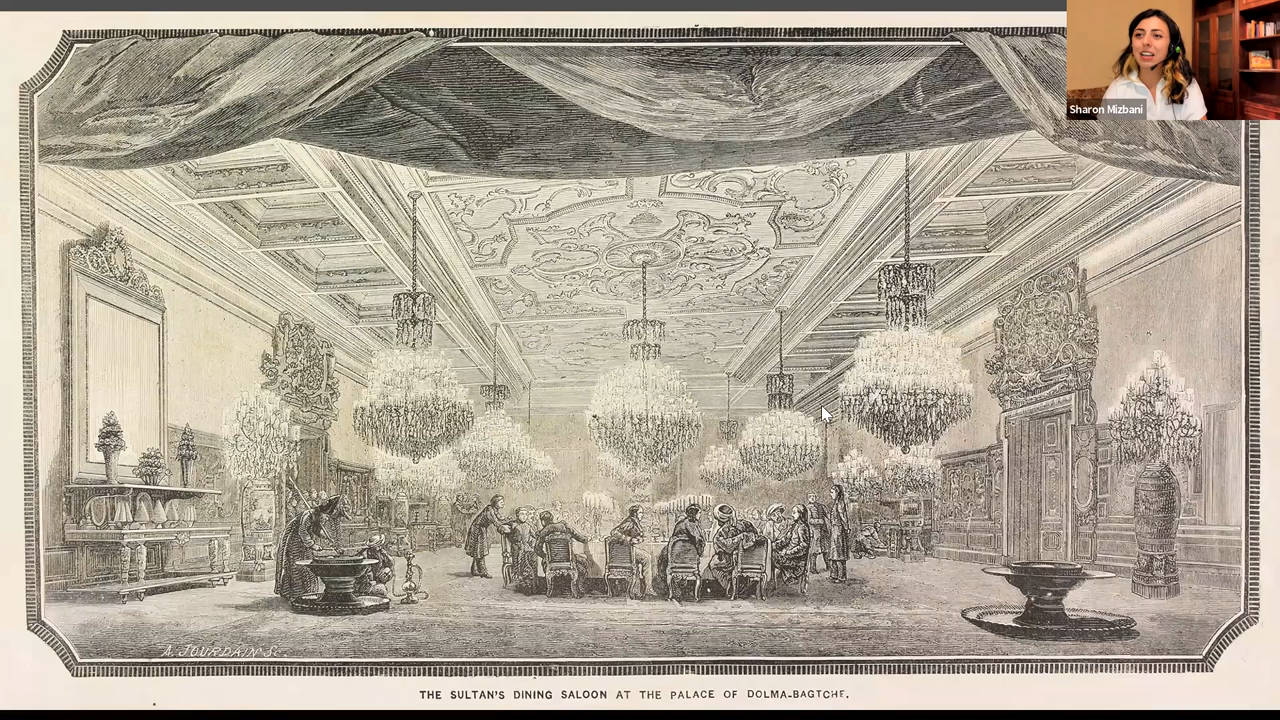 Sharon Mizbani
A. JOURDAIN Sc.
THE SULTAN'S DINING SALOON AT THE PALACE OF DOLMA-BAGTCHE.